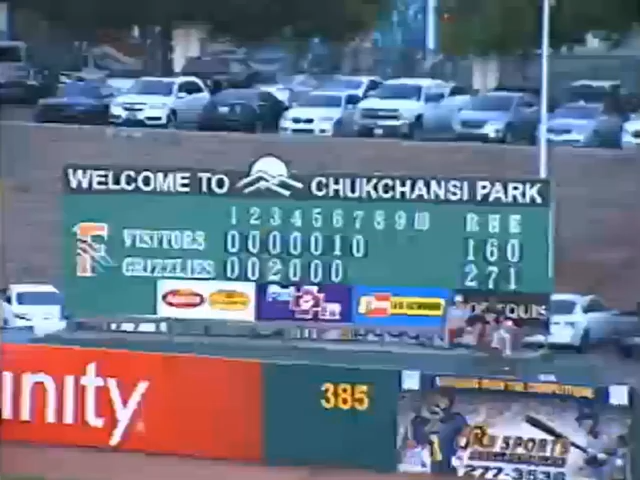 WELCOME TO CHUKCHANSI PARK
1 2 3 4 5 6 7 8 9 10 R H E
F VISITORS 0 0 0 0 0 1 0 1 6 0
GRIZZLIES 0 0 2 0 0 0 2 7 1
inity
385
SPORTS
277-3536